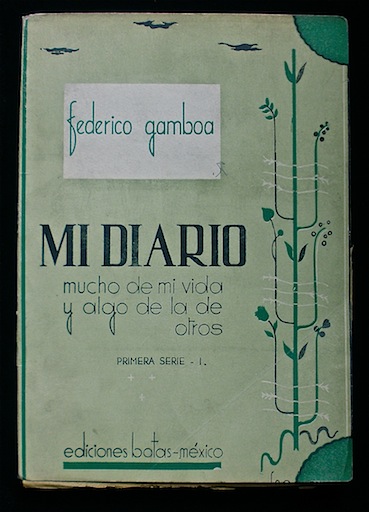 federico gamboa
MI DIARIO
mucho de mi vida
y algo de la de
otros
PRIMERA SERIE - I.
ediciones botas-méxico